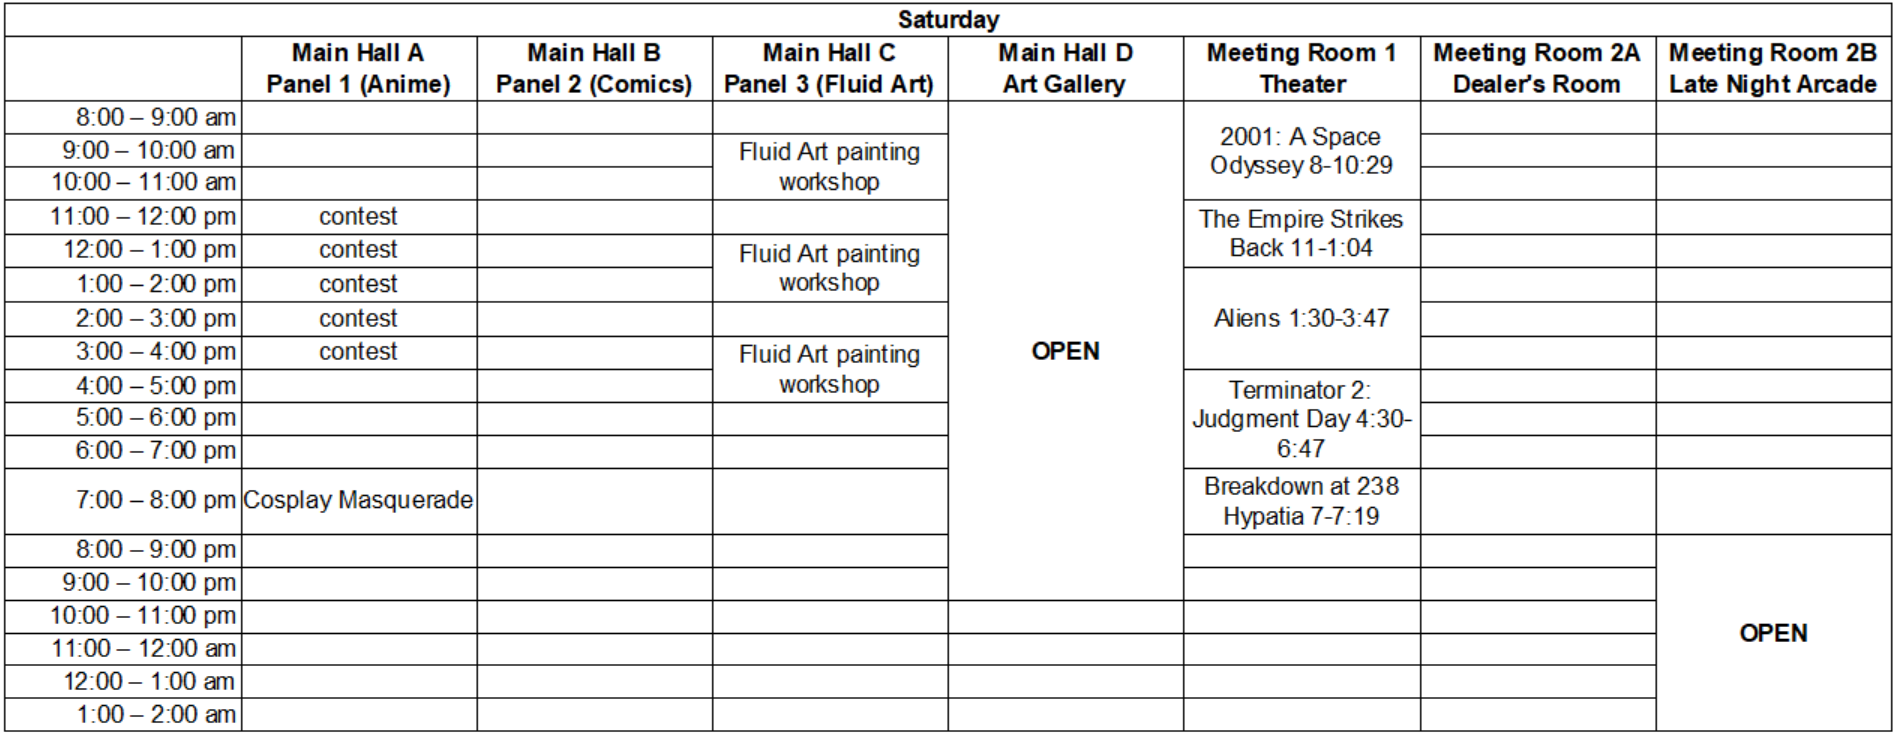 Saturday
Main Hall A
Panel 1 (Anime)
Main Hall B
Panel 2 (Comics)
Main Hall C
Panel 3 (Fluid Art)
Main Hall D
Art Gallery
Meeting Room 1
Theater
Meeting Room 2A
Dealer's Room
Meeting Room 2B
Late Night Arcade
8:00 – 9:00 am
2001: A Space
Odyssey 8-10:29
9:00 – 10:00 am
Fluid Art painting
workshop
10:00 – 11:00 am
11:00 – 12:00 pm
contest
The Empire Strikes
Back 11-1:04
12:00 – 1:00 pm
contest
Fluid Art painting
workshop
1:00 – 2:00 pm
contest
Aliens 1:30-3:47
2:00 – 3:00 pm
contest
3:00 – 4:00 pm
contest
Fluid Art painting
workshop
OPEN
4:00 – 5:00 pm
Terminator 2:
Judgment Day 4:30-
6:47
5:00 – 6:00 pm
6:00 – 7:00 pm
7:00 – 8:00 pm
Cosplay Masquerade
Breakdown at 238
Hypatia 7-7:19
8:00 – 9:00 pm
9:00 – 10:00 pm
10:00 – 11:00 pm
OPEN
11:00 – 12:00 am
12:00 – 1:00 am
1:00 – 2:00 am